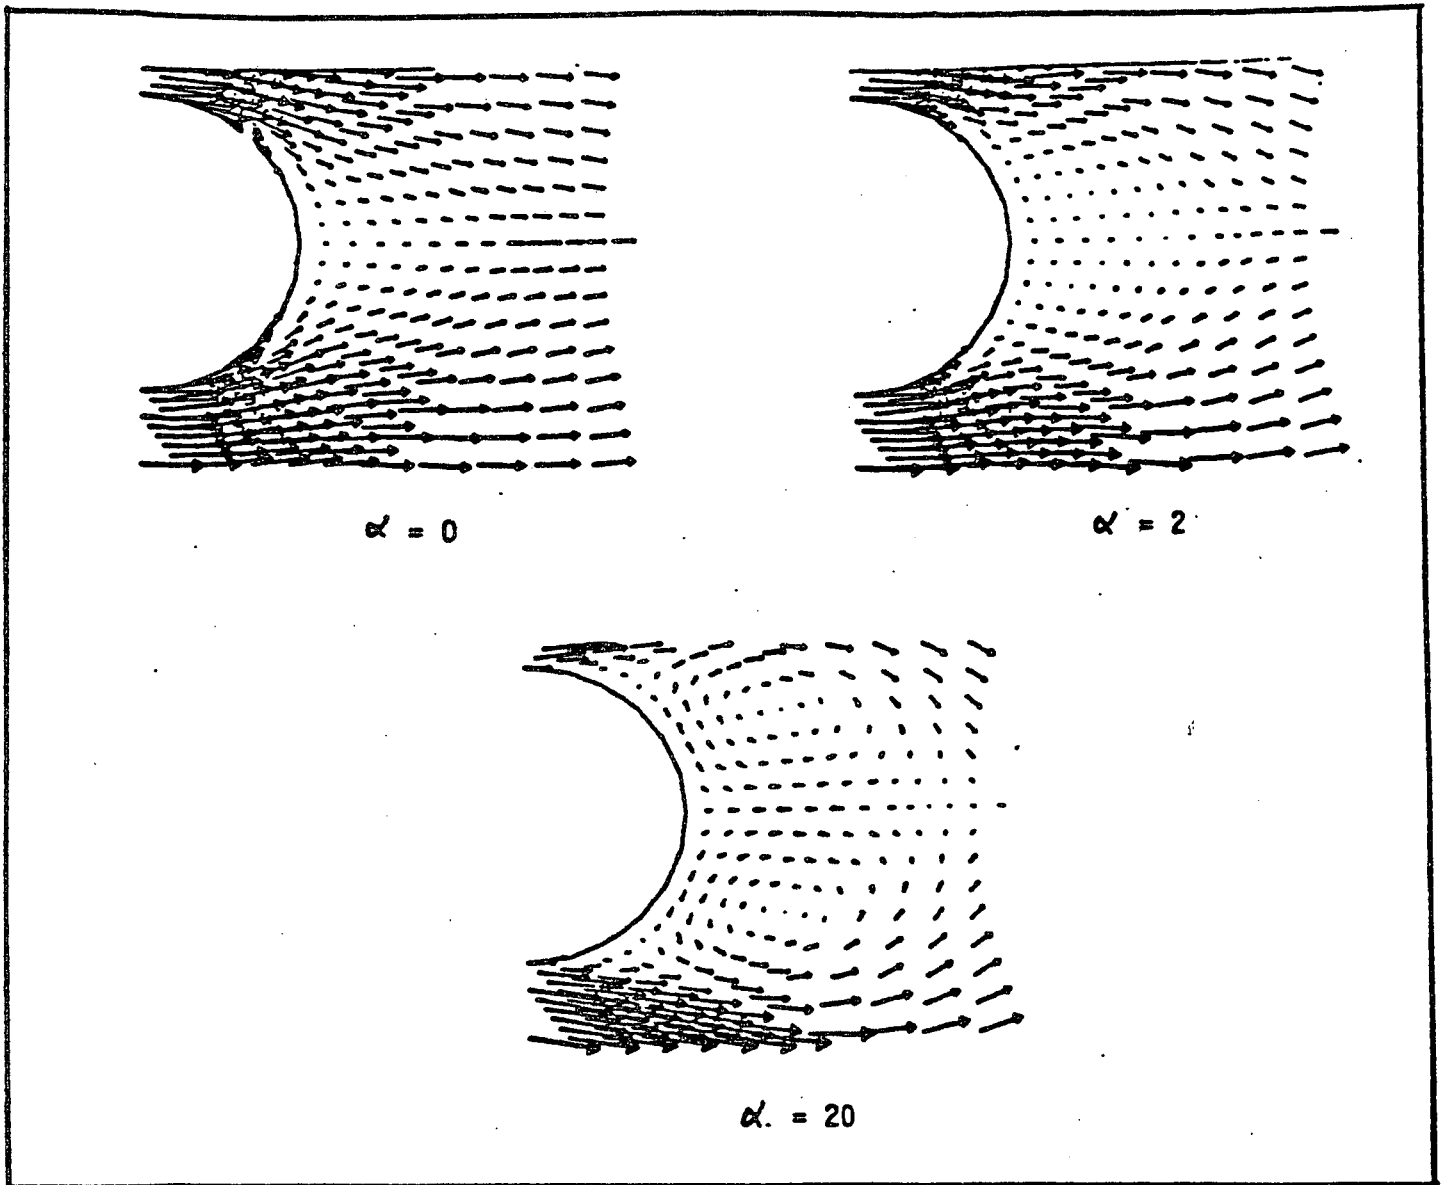 α = 0
α = 2
α. = 20